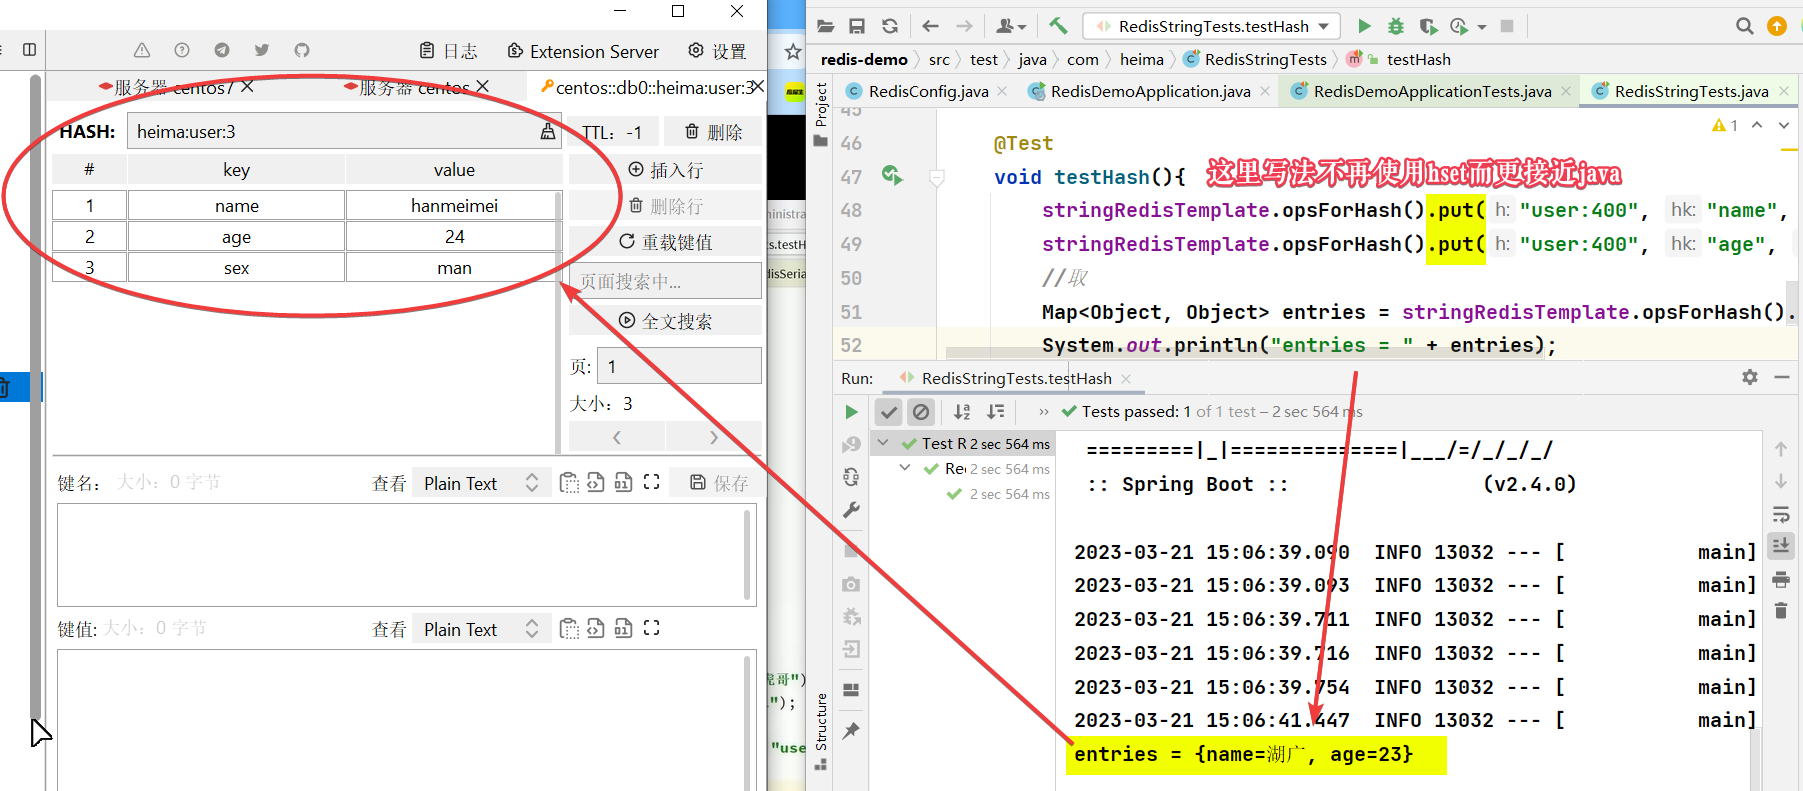 日志
Extension Server
设置
服务器 centos7
服务器 centos
centos::db0::heima:user:3
HASH:
heima:user:3
TTL: -1
删除
# key value
1 name hanmeimei
2 age 24
3 sex man
插入行
删除行
重载键值
页面搜索中...
全文搜索
页: 1
大小: 3
键名: 大小: 0 字节
查看 Plain Text
保存
键值: 大小: 0 字节
查看 Plain Text
RedisStringTests.testHash
redis-demo src test java com heima RedisStringTests testHash
RedisConfig.java
RedisDemoApplication.java
RedisDemoApplicationTests.java
RedisStringTests.java
Project
Structure
1
45
46 @Test
47 void testHash(){
这里写法不再使用hset而更接近java
48 stringRedisTemplate.opsForHash().put( h: "user:400", hk: "name",
49 stringRedisTemplate.opsForHash().put( h: "user:400", hk: "age",
50 //取
51 Map<Object, Object> entries = stringRedisTemplate.opsForHash().
52 System.out.println("entries = " + entries);
Run: RedisStringTests.testHash
Tests passed: 1 of 1 test – 2 sec 564 ms
Test R 2 sec 564 ms
Rec 2 sec 564 ms
2 sec 564 ms
=========|_|==============|___/=/_/_/_/
:: Spring Boot :: (v2.4.0)
2023-03-21 15:06:39.090 INFO 13032 --- [ main]
2023-03-21 15:06:39.093 INFO 13032 --- [ main]
2023-03-21 15:06:39.711 INFO 13032 --- [ main]
2023-03-21 15:06:39.716 INFO 13032 --- [ main]
2023-03-21 15:06:39.754 INFO 13032 --- [ main]
2023-03-21 15:06:41.447 INFO 13032 --- [ main]
entries = {name=湖广, age=23}